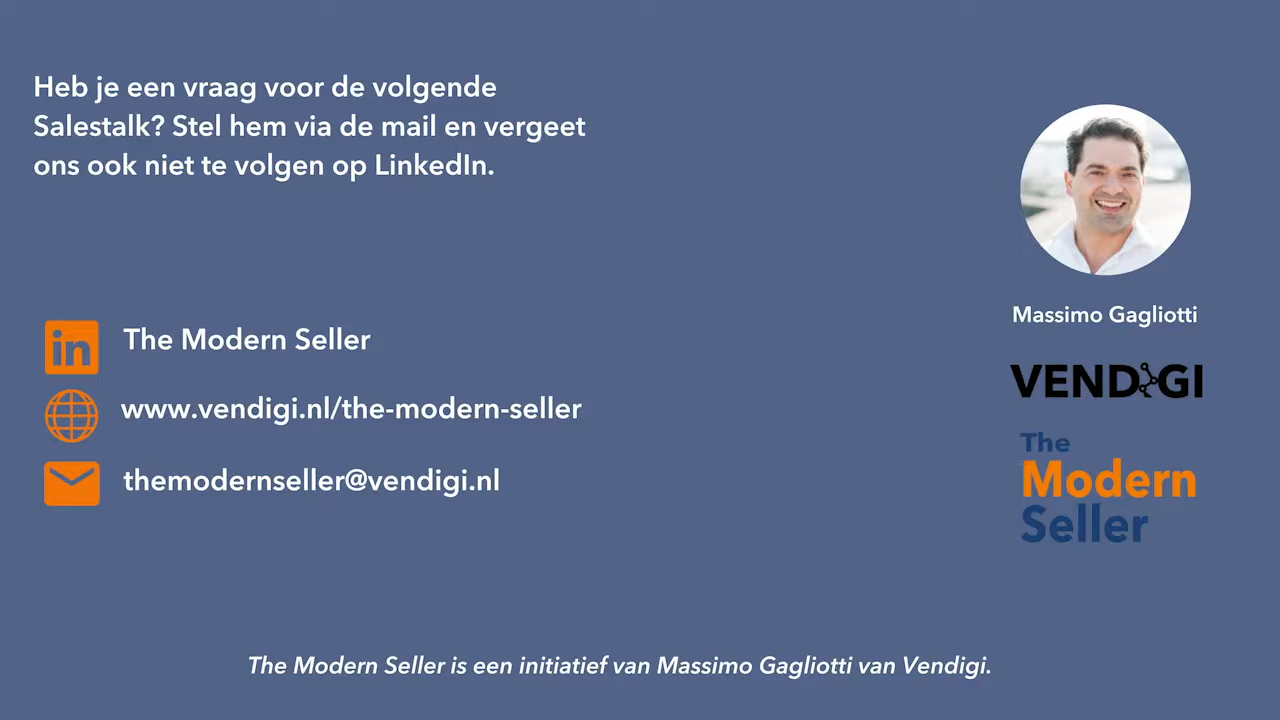 Heb je een vraag voor de volgende
Salestalk? Stel hem via de mail en vergeet
ons ook niet te volgen op LinkedIn.
in The Modern Seller
www.vendigi.nl/the-modern-seller
themodernseller@vendigi.nl
Massimo Gagliotti
VENDIGI
The
Modern
Seller
The Modern Seller is een initiatief van Massimo Gagliotti van Vendigi.